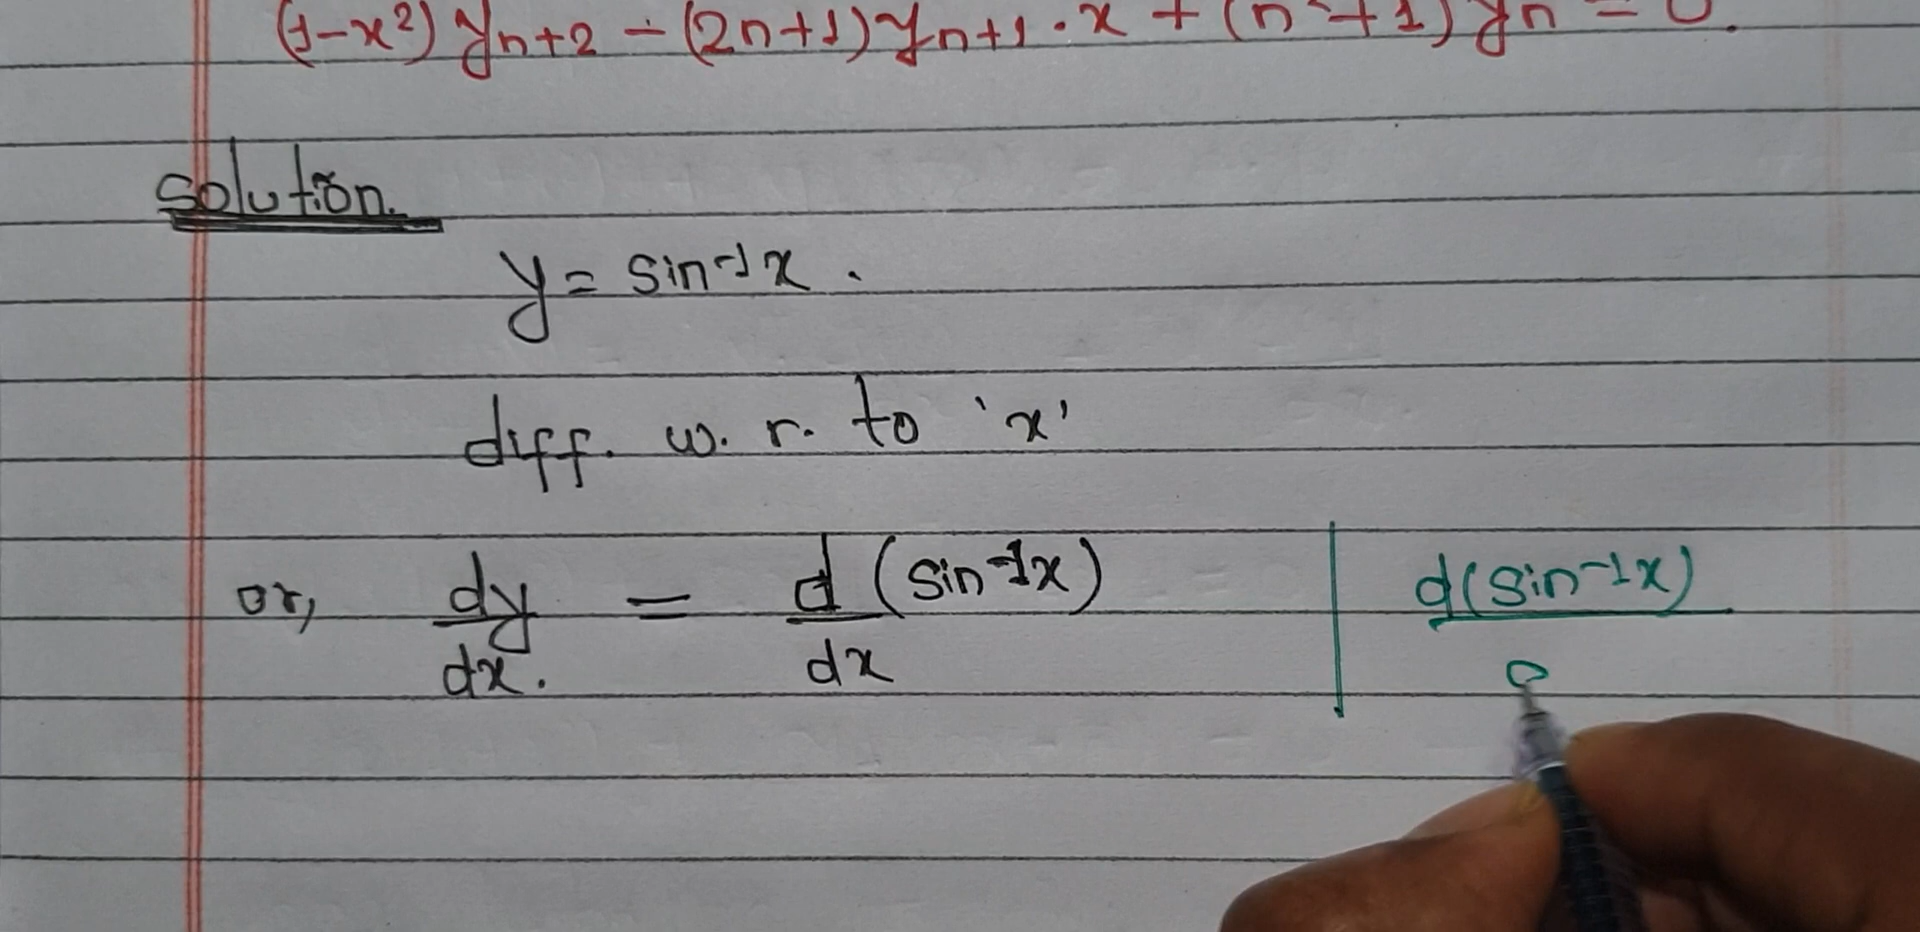 (1-x²) yn+2 - (2n+1) yn+1 . x + (n²+1) yn = 0.
Solution.
y = sin-1x .
diff. w. r. to 'x'
or, dy/dx. = d (sin-1x)/dx
d(sin-1x)